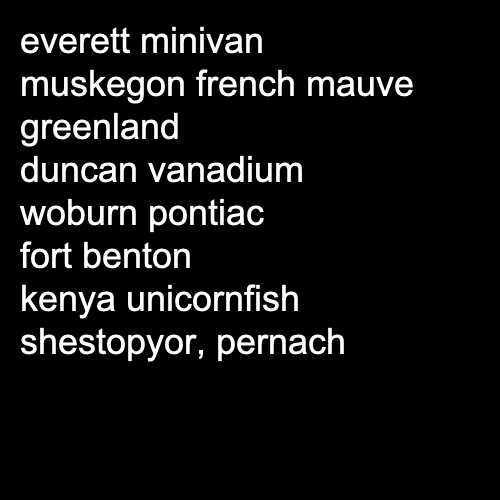 everett minivan
muskegon french mauve
greenland
duncan vanadium
woburn pontiac
fort benton
kenya unicornfish
shestopyor, pernach